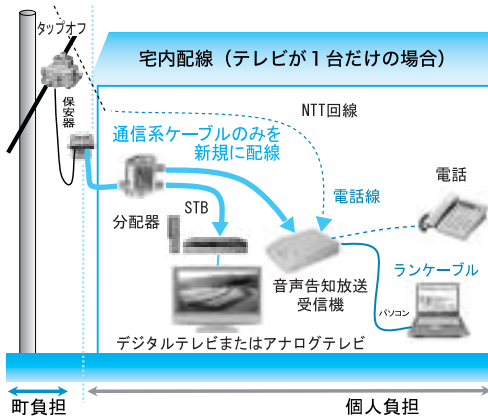 タップオフ
宅内配線（テレビが１台だけの場合）
保安器
NTT回線
通信系ケーブルのみを
新規に配線
電話
電話線
STB
分配器
音声告知放送
受信機
ランケーブル
パソコン
デジタルテレビまたはアナログテレビ
町負担
個人負担